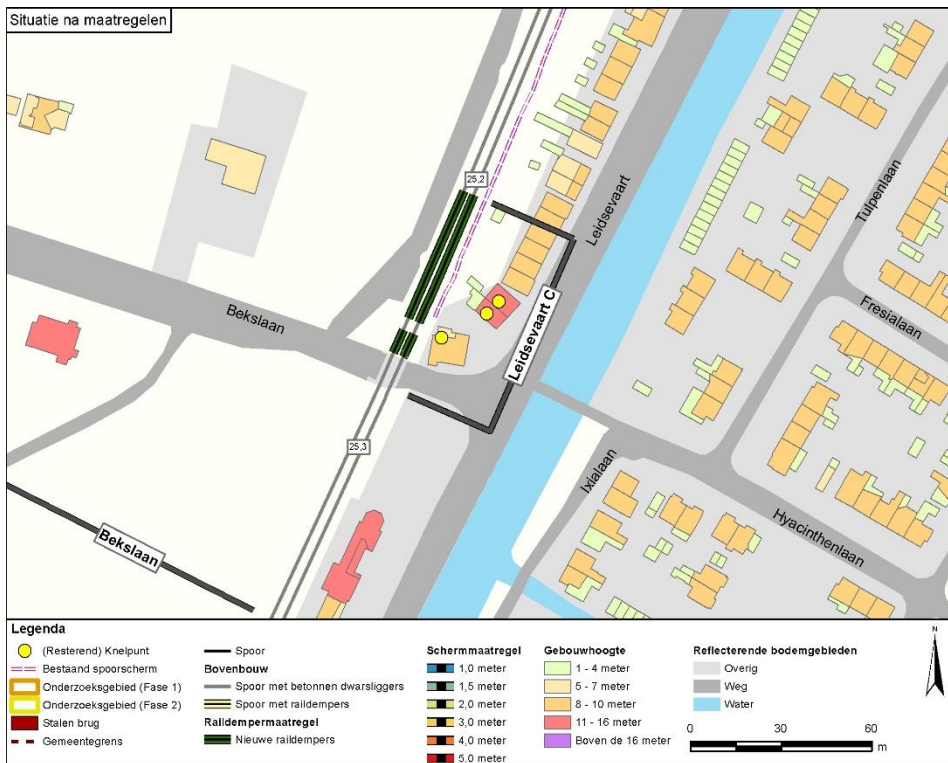 Situatie na maatregelen
25,2
Leidsevaart
Tulpenlaan
Fresialaan
Bekslaan
Leidsevaart C
25,3
Ixialaan
Hyacinthenlaan
Bekslaan
Legenda
(Resterend) Knelpunt
Bestaand spoorscherm
Onderzoeksgebied (Fase 1)
Onderzoeksgebied (Fase 2)
Stalen brug
Gemeentegrens
Spoor
Bovenbouw
Spoor met betonnen dwarsliggers
Spoor met raildempers
Raildempermaatregel
Nieuwe raildempers
Schermmaatregel
1,0 meter
1,5 meter
2,0 meter
3,0 meter
4,0 meter
5,0 meter
Gebouwhoogte
1 - 4 meter
5 - 7 meter
8 - 10 meter
11 - 16 meter
Boven de 16 meter
Reflecterende bodemgebieden
Overig
Weg
Water
0 30 60
m
N